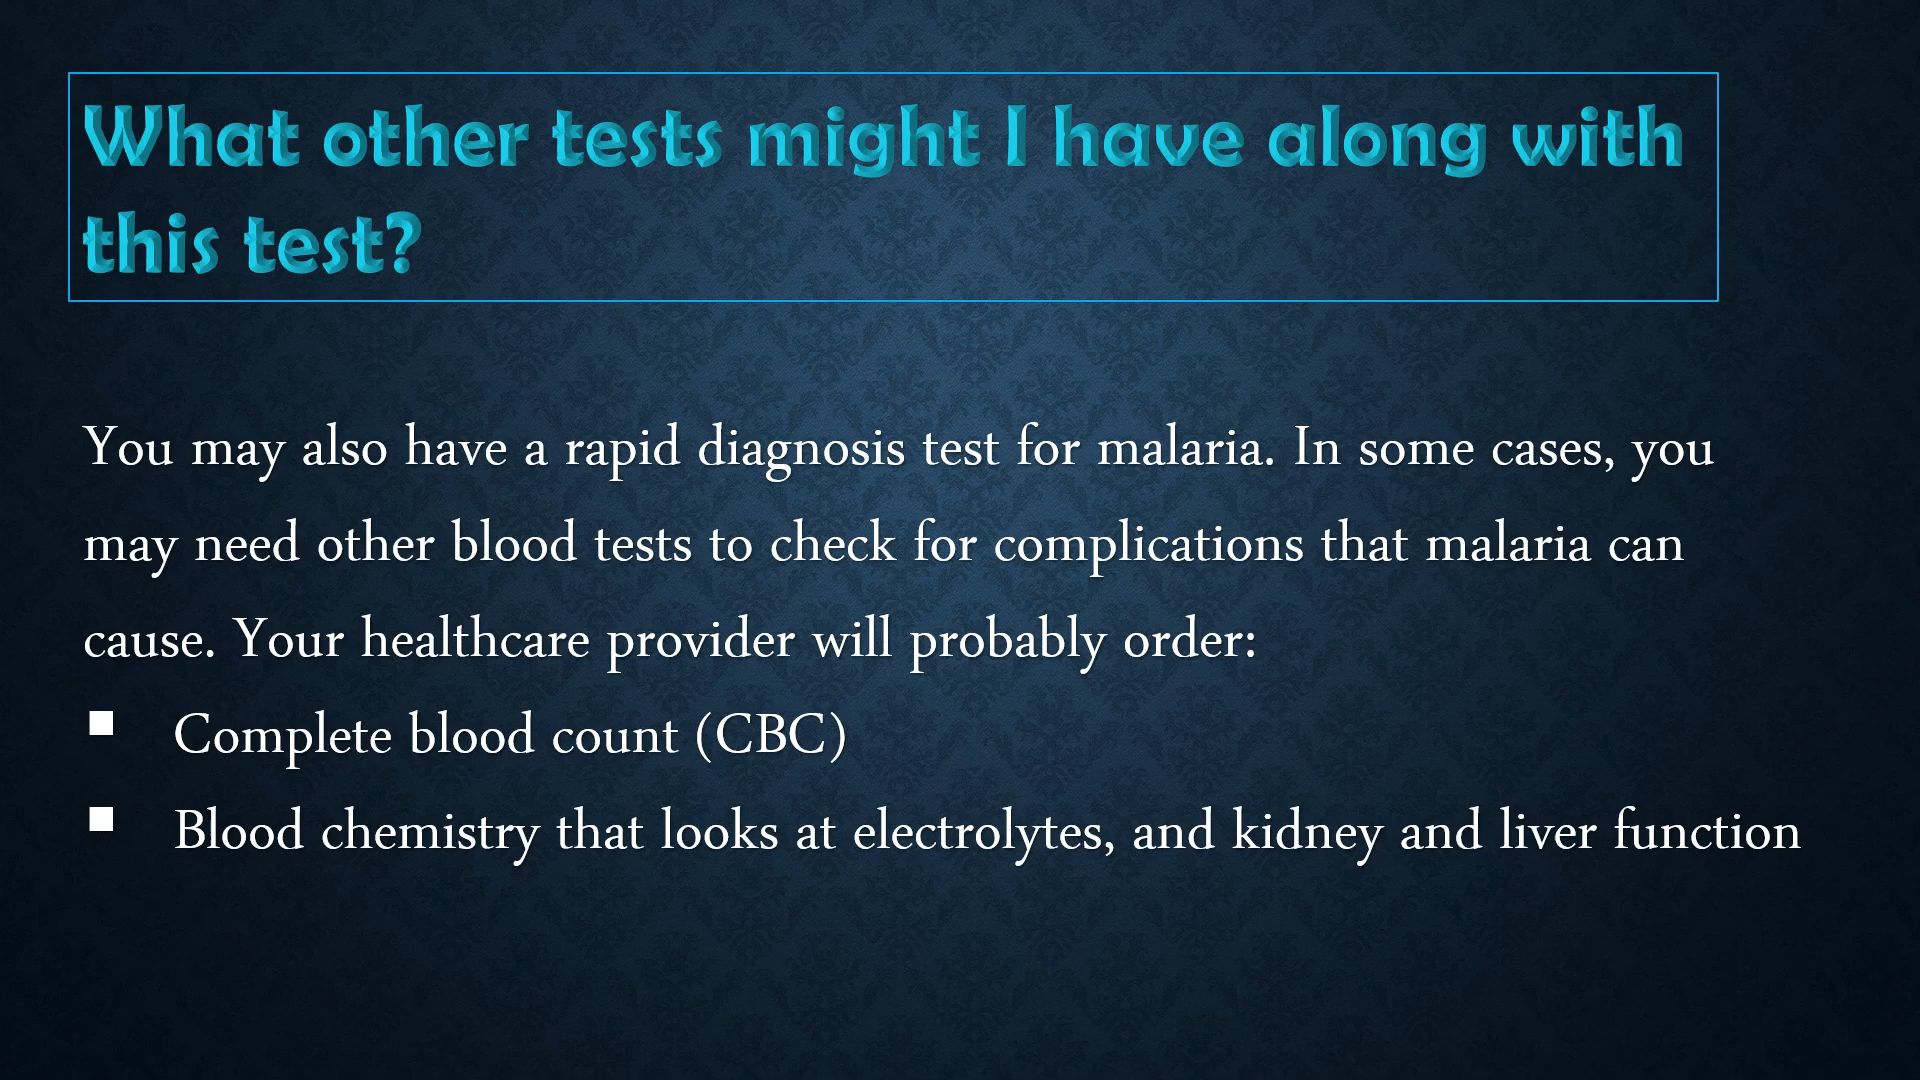 What other tests might I have along with
this test?
You may also have a rapid diagnosis test for malaria. In some cases, you
may need other blood tests to check for complications that malaria can
cause. Your healthcare provider will probably order:
▪ Complete blood count (CBC)
▪ Blood chemistry that looks at electrolytes, and kidney and liver function